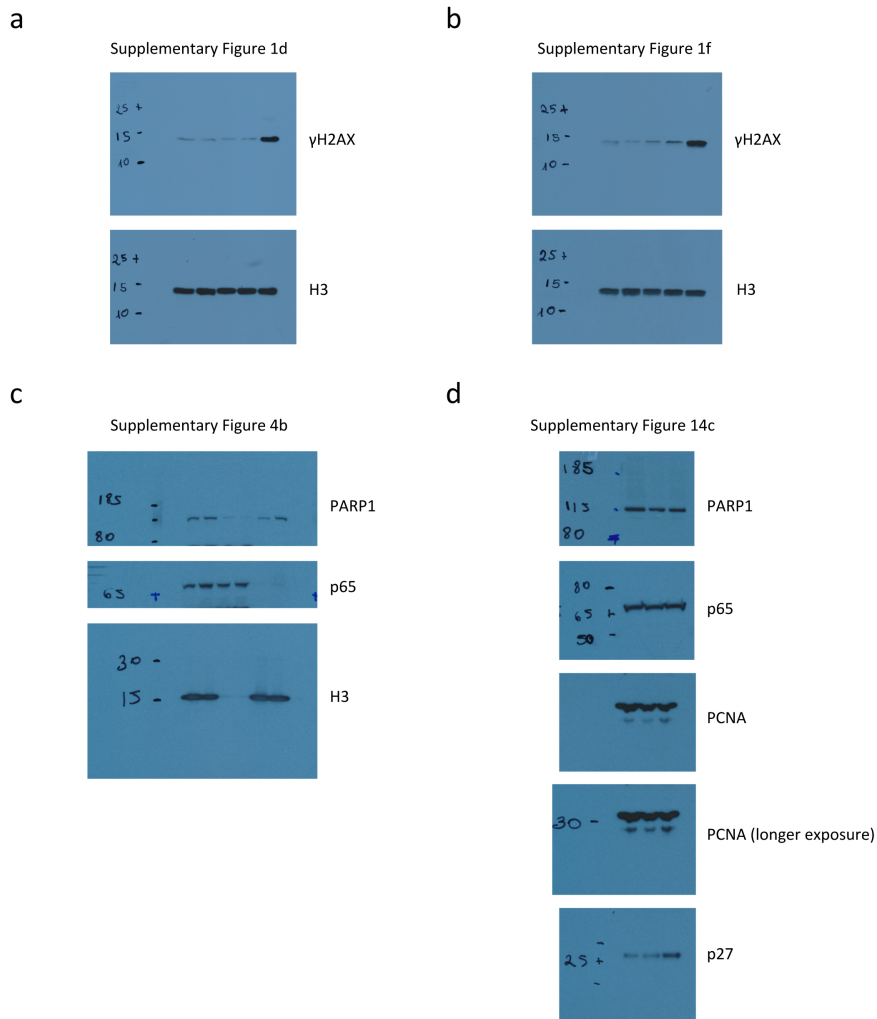 a
Supplementary Figure 1d
25 +
15 -
10 -
γH2AX
25 +
15 -
10 -
H3
b
Supplementary Figure 1f
25 +
15 -
10 -
γH2AX
25 +
15 -
10 -
H3
c
Supplementary Figure 4b
185
80
PARP1
65 +
p65
30 -
15 -
H3
d
Supplementary Figure 14c
185
115
80
PARP1
80 -
65 +
50 -
p65
PCNA
30 -
PCNA (longer exposure)
25 +
p27